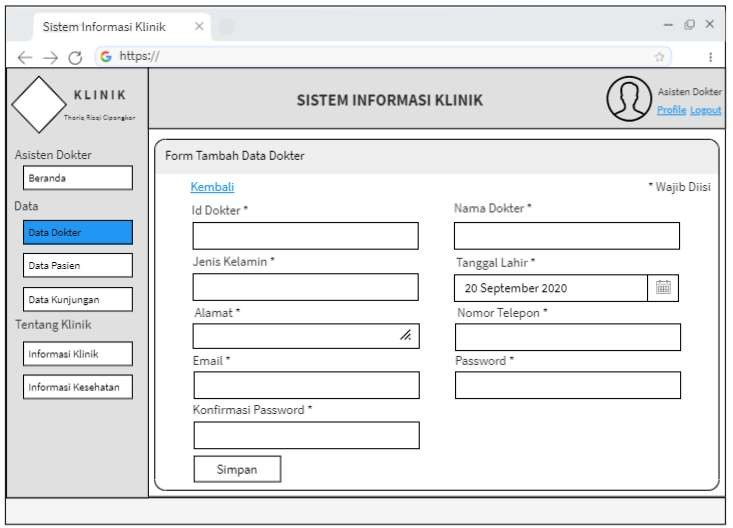 Sistem Informasi Klinik
https://
KLINIK
Thoriq Rizqi Cipongkor
SISTEM INFORMASI KLINIK
Asisten Dokter
Profile Logout
Asisten Dokter
Beranda
Data
Data Dokter
Data Pasien
Data Kunjungan
Tentang Klinik
Informasi Klinik
Informasi Kesehatan
Form Tambah Data Dokter
Kembali
* Wajib Diisi
Id Dokter *
Nama Dokter *
Jenis Kelamin *
Tanggal Lahir *
20 September 2020
Alamat *
Nomor Telepon *
Email *
Password *
Konfirmasi Password *
Simpan